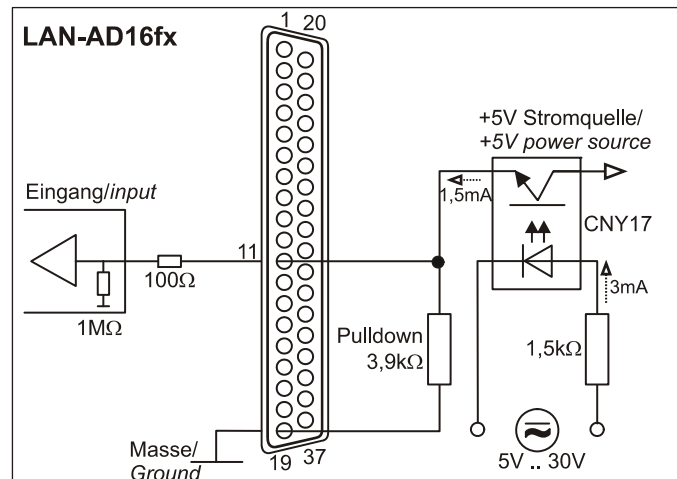 LAN-AD16fx
1 20
+5V Stromquelle/
+5V power source
Eingang/input
1,5mA
CNY17
11
100Ω
1MΩ
3mA
Pulldown
3,9kΩ
1,5kΩ
Masse/
Ground
19 37
5V .. 30V